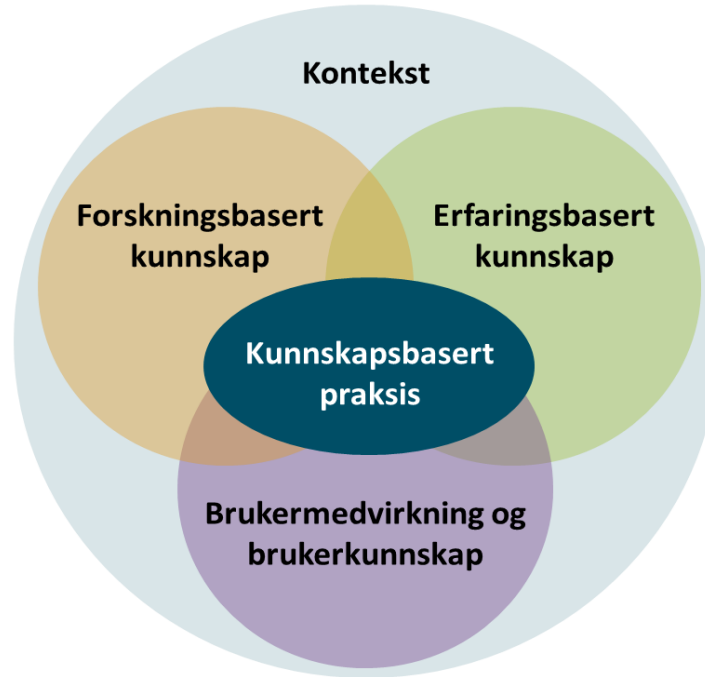 Kontekst
Forskningsbasert
kunnskap
Erfaringsbasert
kunnskap
Kunnskapsbasert
praksis
Brukermedvirkning og
brukerkunnskap